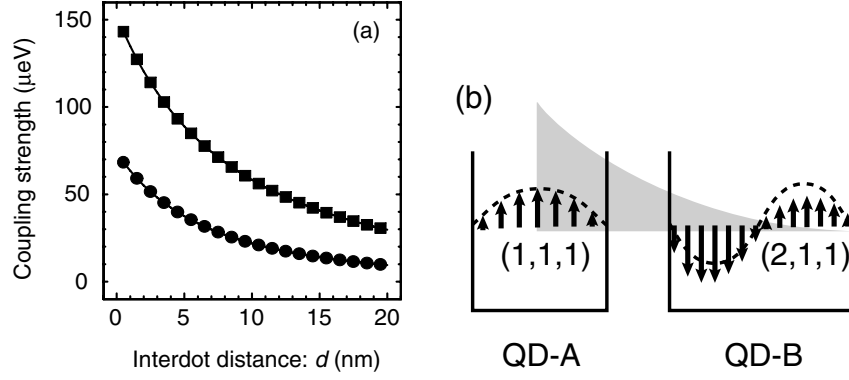 (a)
Coupling strength (μeV)
150
100
50
0
0 5 10 15 20
Interdot distance: d (nm)
(b)
(1,1,1) (2,1,1)
QD-A QD-B